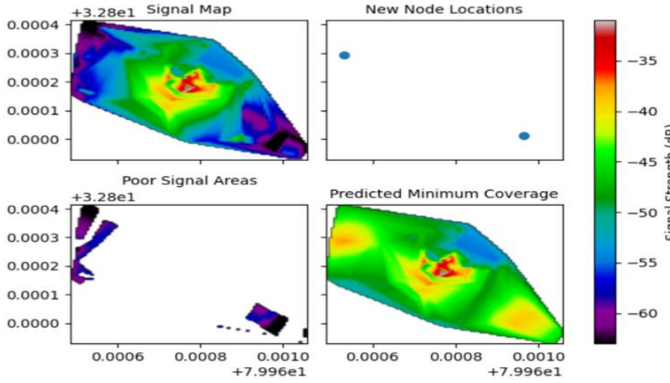 +3.28e1 Signal Map
New Node Locations
0.0004
0.0003
0.0002
0.0001
0.0000
Poor Signal Areas
+3.28e1
Predicted Minimum Coverage
0.0004
0.0003
0.0002
0.0001
0.0000
0.0006 0.0008 0.0010
+7.996e1
0.0006 0.0008 0.0010
+7.996e1
−35
−40
−45
−50
−55
−60
Signal Strength (dB)